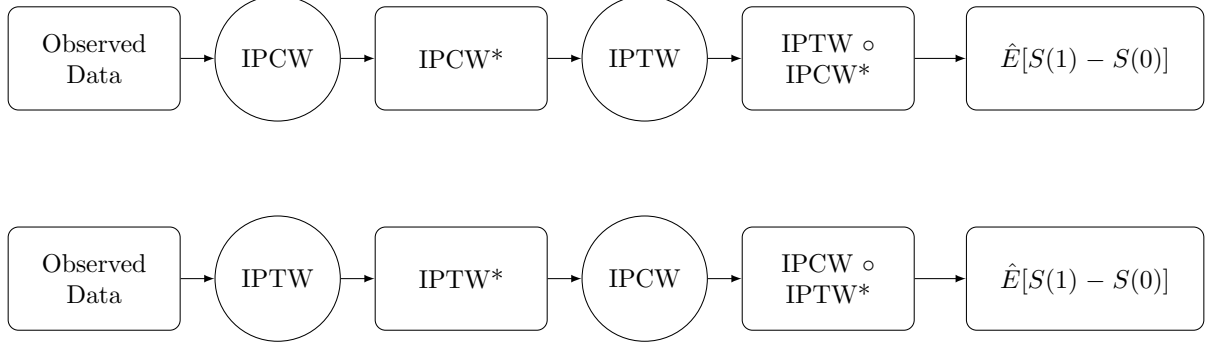 Observed
Data
IPCW
IPCW*
IPTW
IPTW ∘
IPCW*
Ê[S(1) − S(0)]
Observed
Data
IPTW
IPTW*
IPCW
IPCW ∘
IPTW*
Ê[S(1) − S(0)]